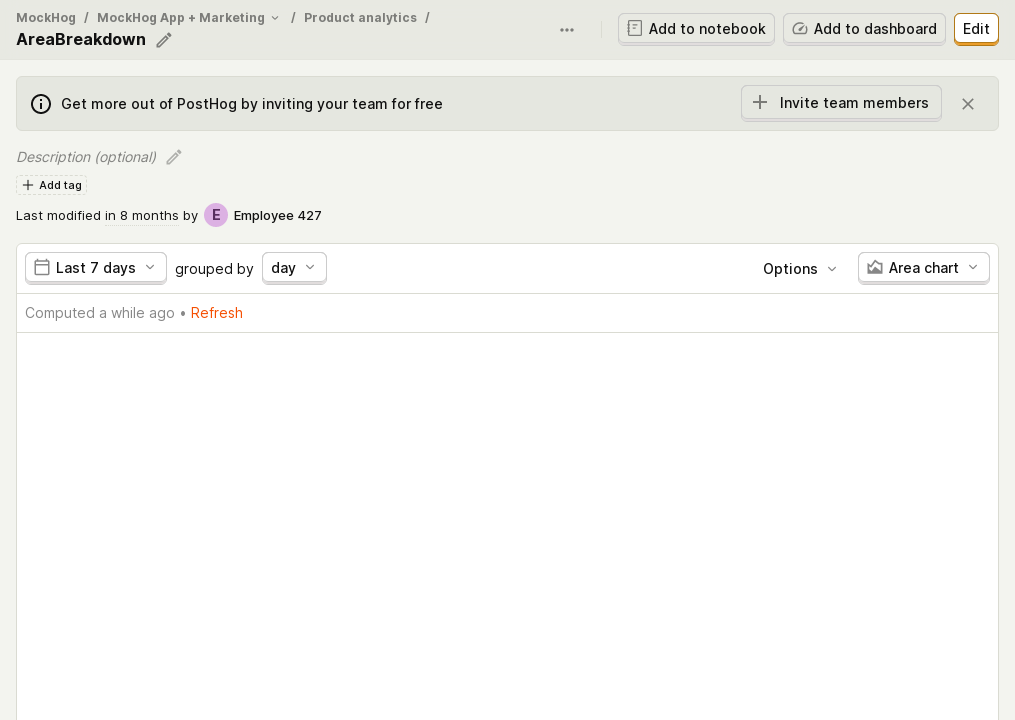 MockHog / MockHog App + Marketing / Product analytics /
AreaBreakdown
Add to notebook
Add to dashboard
Edit
Get more out of PostHog by inviting your team for free
Invite team members
Description (optional)
Add tag
Last modified in 8 months by E Employee 427
Last 7 days grouped by day
Options
Area chart
Computed a while ago • Refresh